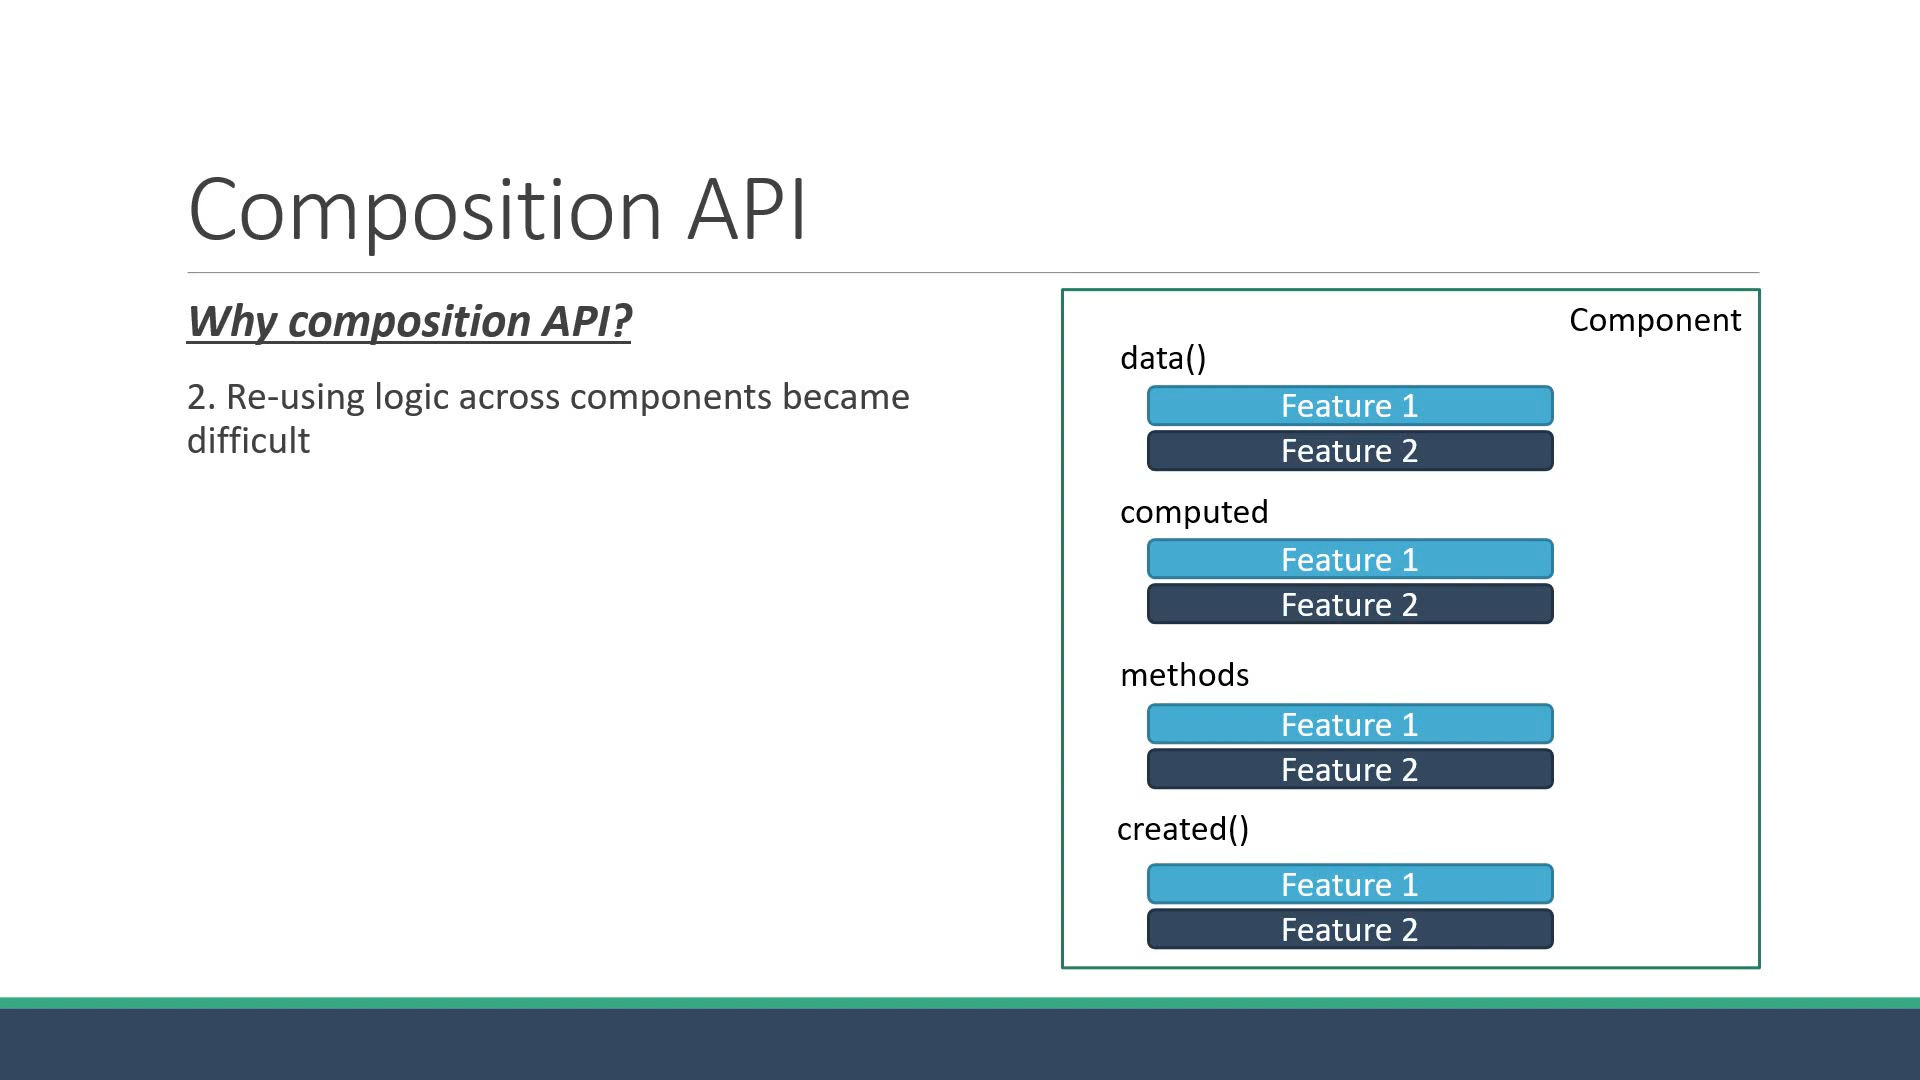 Composition API
Why composition API?
2. Re-using logic across components became
difficult
Component
data()
Feature 1
Feature 2
computed
Feature 1
Feature 2
methods
Feature 1
Feature 2
created()
Feature 1
Feature 2